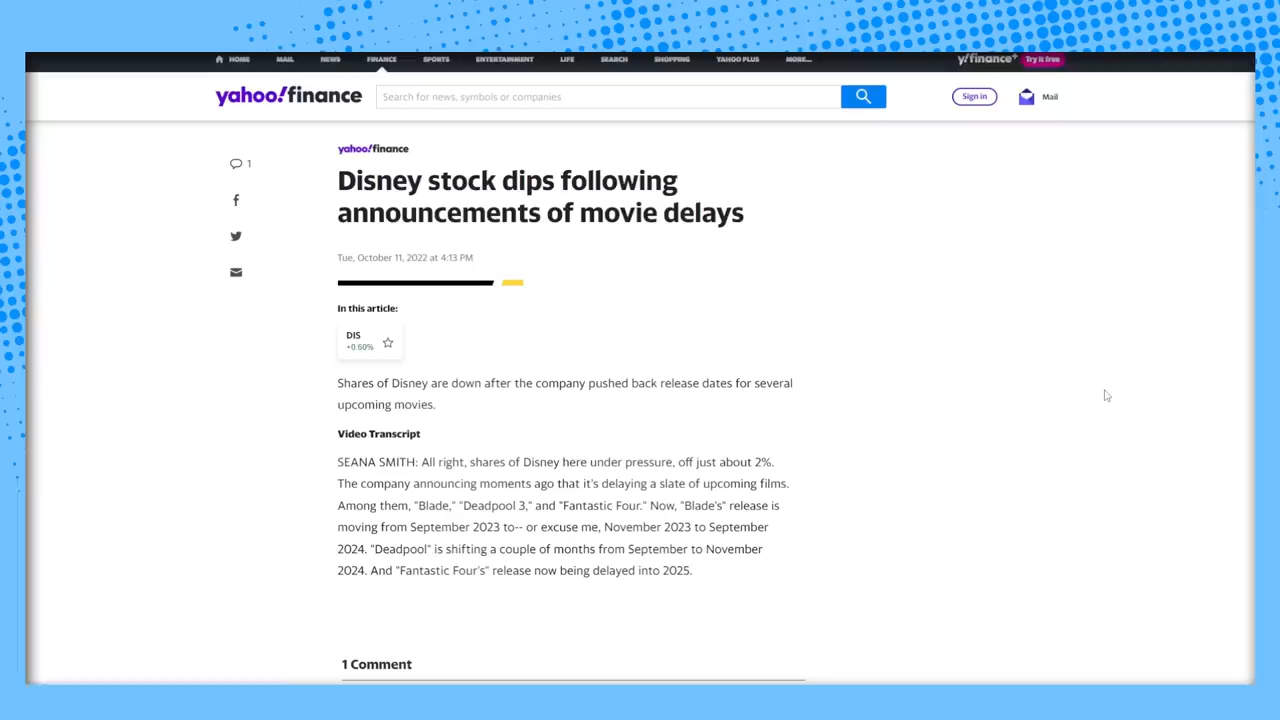 HOME MAIL NEWS FINANCE SPORTS ENTERTAINMENT LIFE SEARCH SHOPPING YAHOO PLUS MORE... y!finance+ Try it free
yahoo!finance Search for news, symbols or companies Sign in Mail
yahoo!finance
1
Disney stock dips following
announcements of movie delays
Tue, October 11, 2022 at 4:13 PM
In this article:
DIS
+0.60%
Shares of Disney are down after the company pushed back release dates for several
upcoming movies.
Video Transcript
SEANA SMITH: All right, shares of Disney here under pressure, off just about 2%.
The company announcing moments ago that it's delaying a slate of upcoming films.
Among them, "Blade," "Deadpool 3," and "Fantastic Four." Now, "Blade's" release is
moving from September 2023 to-- or excuse me, November 2023 to September
2024. "Deadpool" is shifting a couple of months from September to November
2024. And "Fantastic Four's" release now being delayed into 2025.
1 Comment